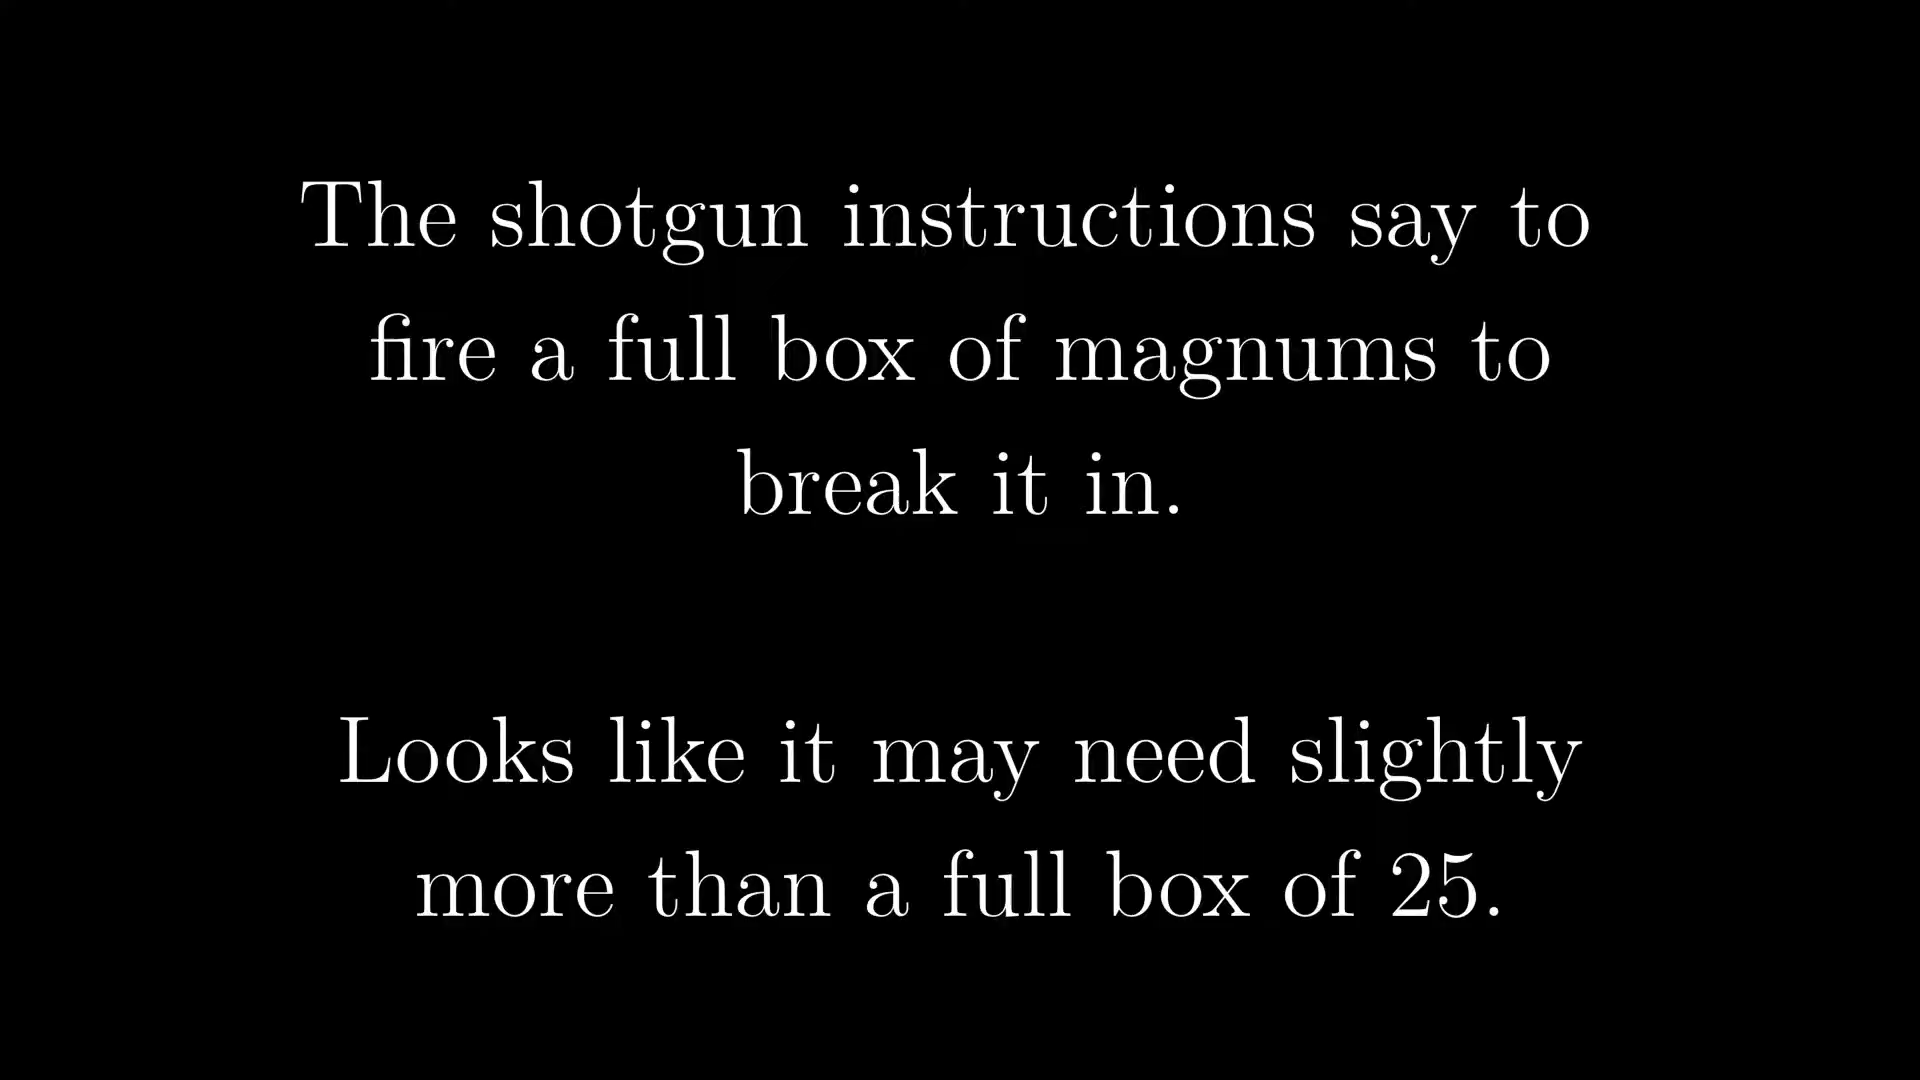 The shotgun instructions say to
fire a full box of magnums to
break it in.
Looks like it may need slightly
more than a full box of 25.